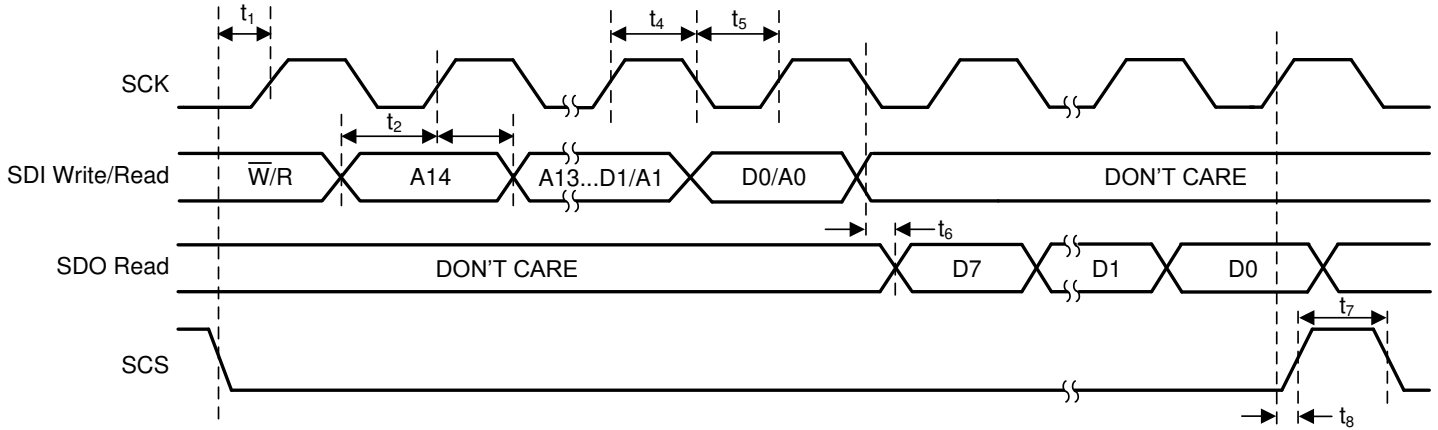 t1 t4 t5
SCK
t2
SDI Write/Read W̅/R A14 A13...D1/A1 D0/A0 DON'T CARE
t6
SDO Read DON'T CARE D7 D1 D0
t7
SCS
t8